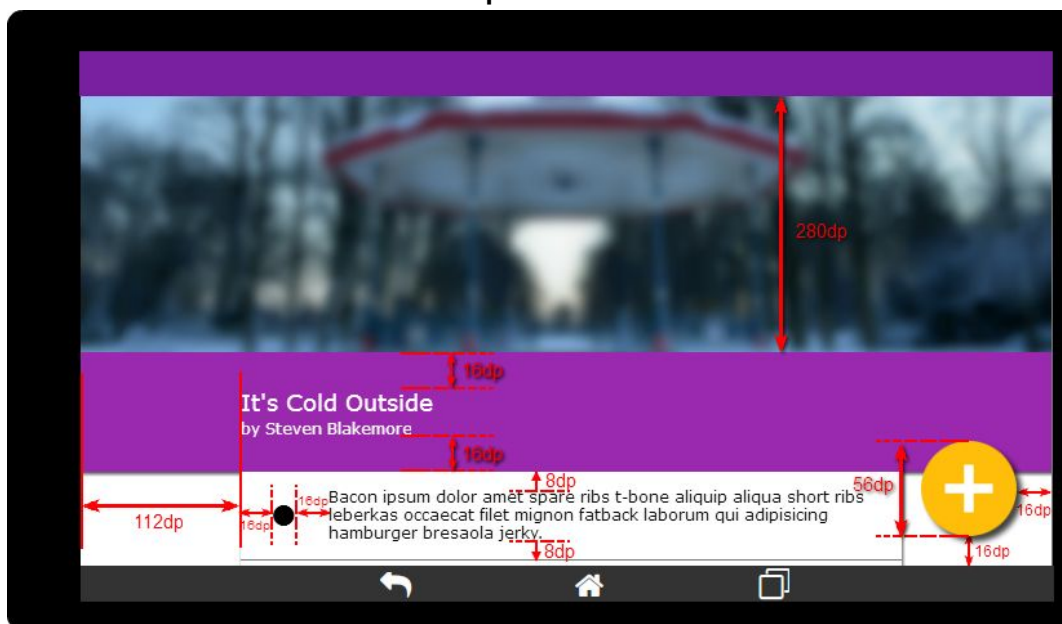 280dp
16dp
It's Cold Outside
by Steven Blakemore
16dp
8dp
56dp
112dp
16dp
16dp
Bacon ipsum dolor amet spare ribs t-bone aliquip aliqua short ribs
leberkas occaecat filet mignon fatback laborum qui adipisicing
hamburger bresaola jerky.
16dp
8dp
16dp